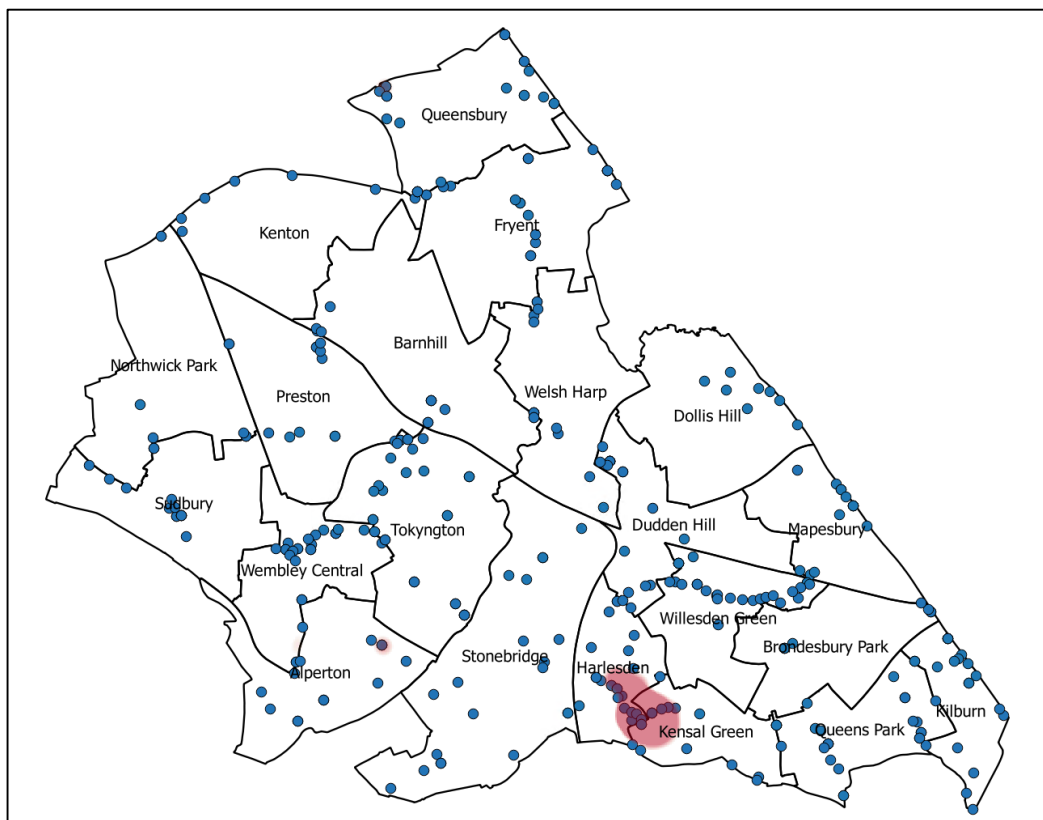 Queensbury
Fryent
Kenton
Barnhill
Northwick Park
Preston
Welsh Harp
Dollis Hill
Sudbury
Tokyngton
Dudden Hill
Mapesbury
Wembley Central
Willesden Green
Brondesbury Park
Stonebridge
Harlesden
Alperton
Kensal Green
Queens Park
Kilburn